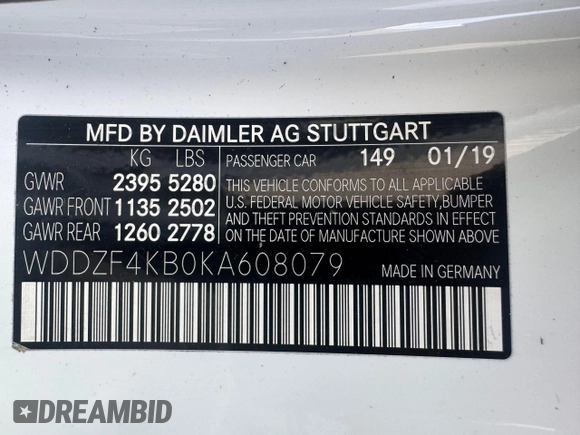 MFD BY DAIMLER AG STUTTGART
KG LBS
GVWR 2395 5280
GAWR FRONT 1135 2502
GAWR REAR 1260 2778
PASSENGER CAR 149 01/19
THIS VEHICLE CONFORMS TO ALL APPLICABLE
U.S. FEDERAL MOTOR VEHICLE SAFETY,BUMPER
AND THEFT PREVENTION STANDARDS IN EFFECT
ON DATE OF MANUFACTURE SHOWN ABOVE.
WDDZF4KB0KA608079 MADE IN GERMANY
DREAMBID